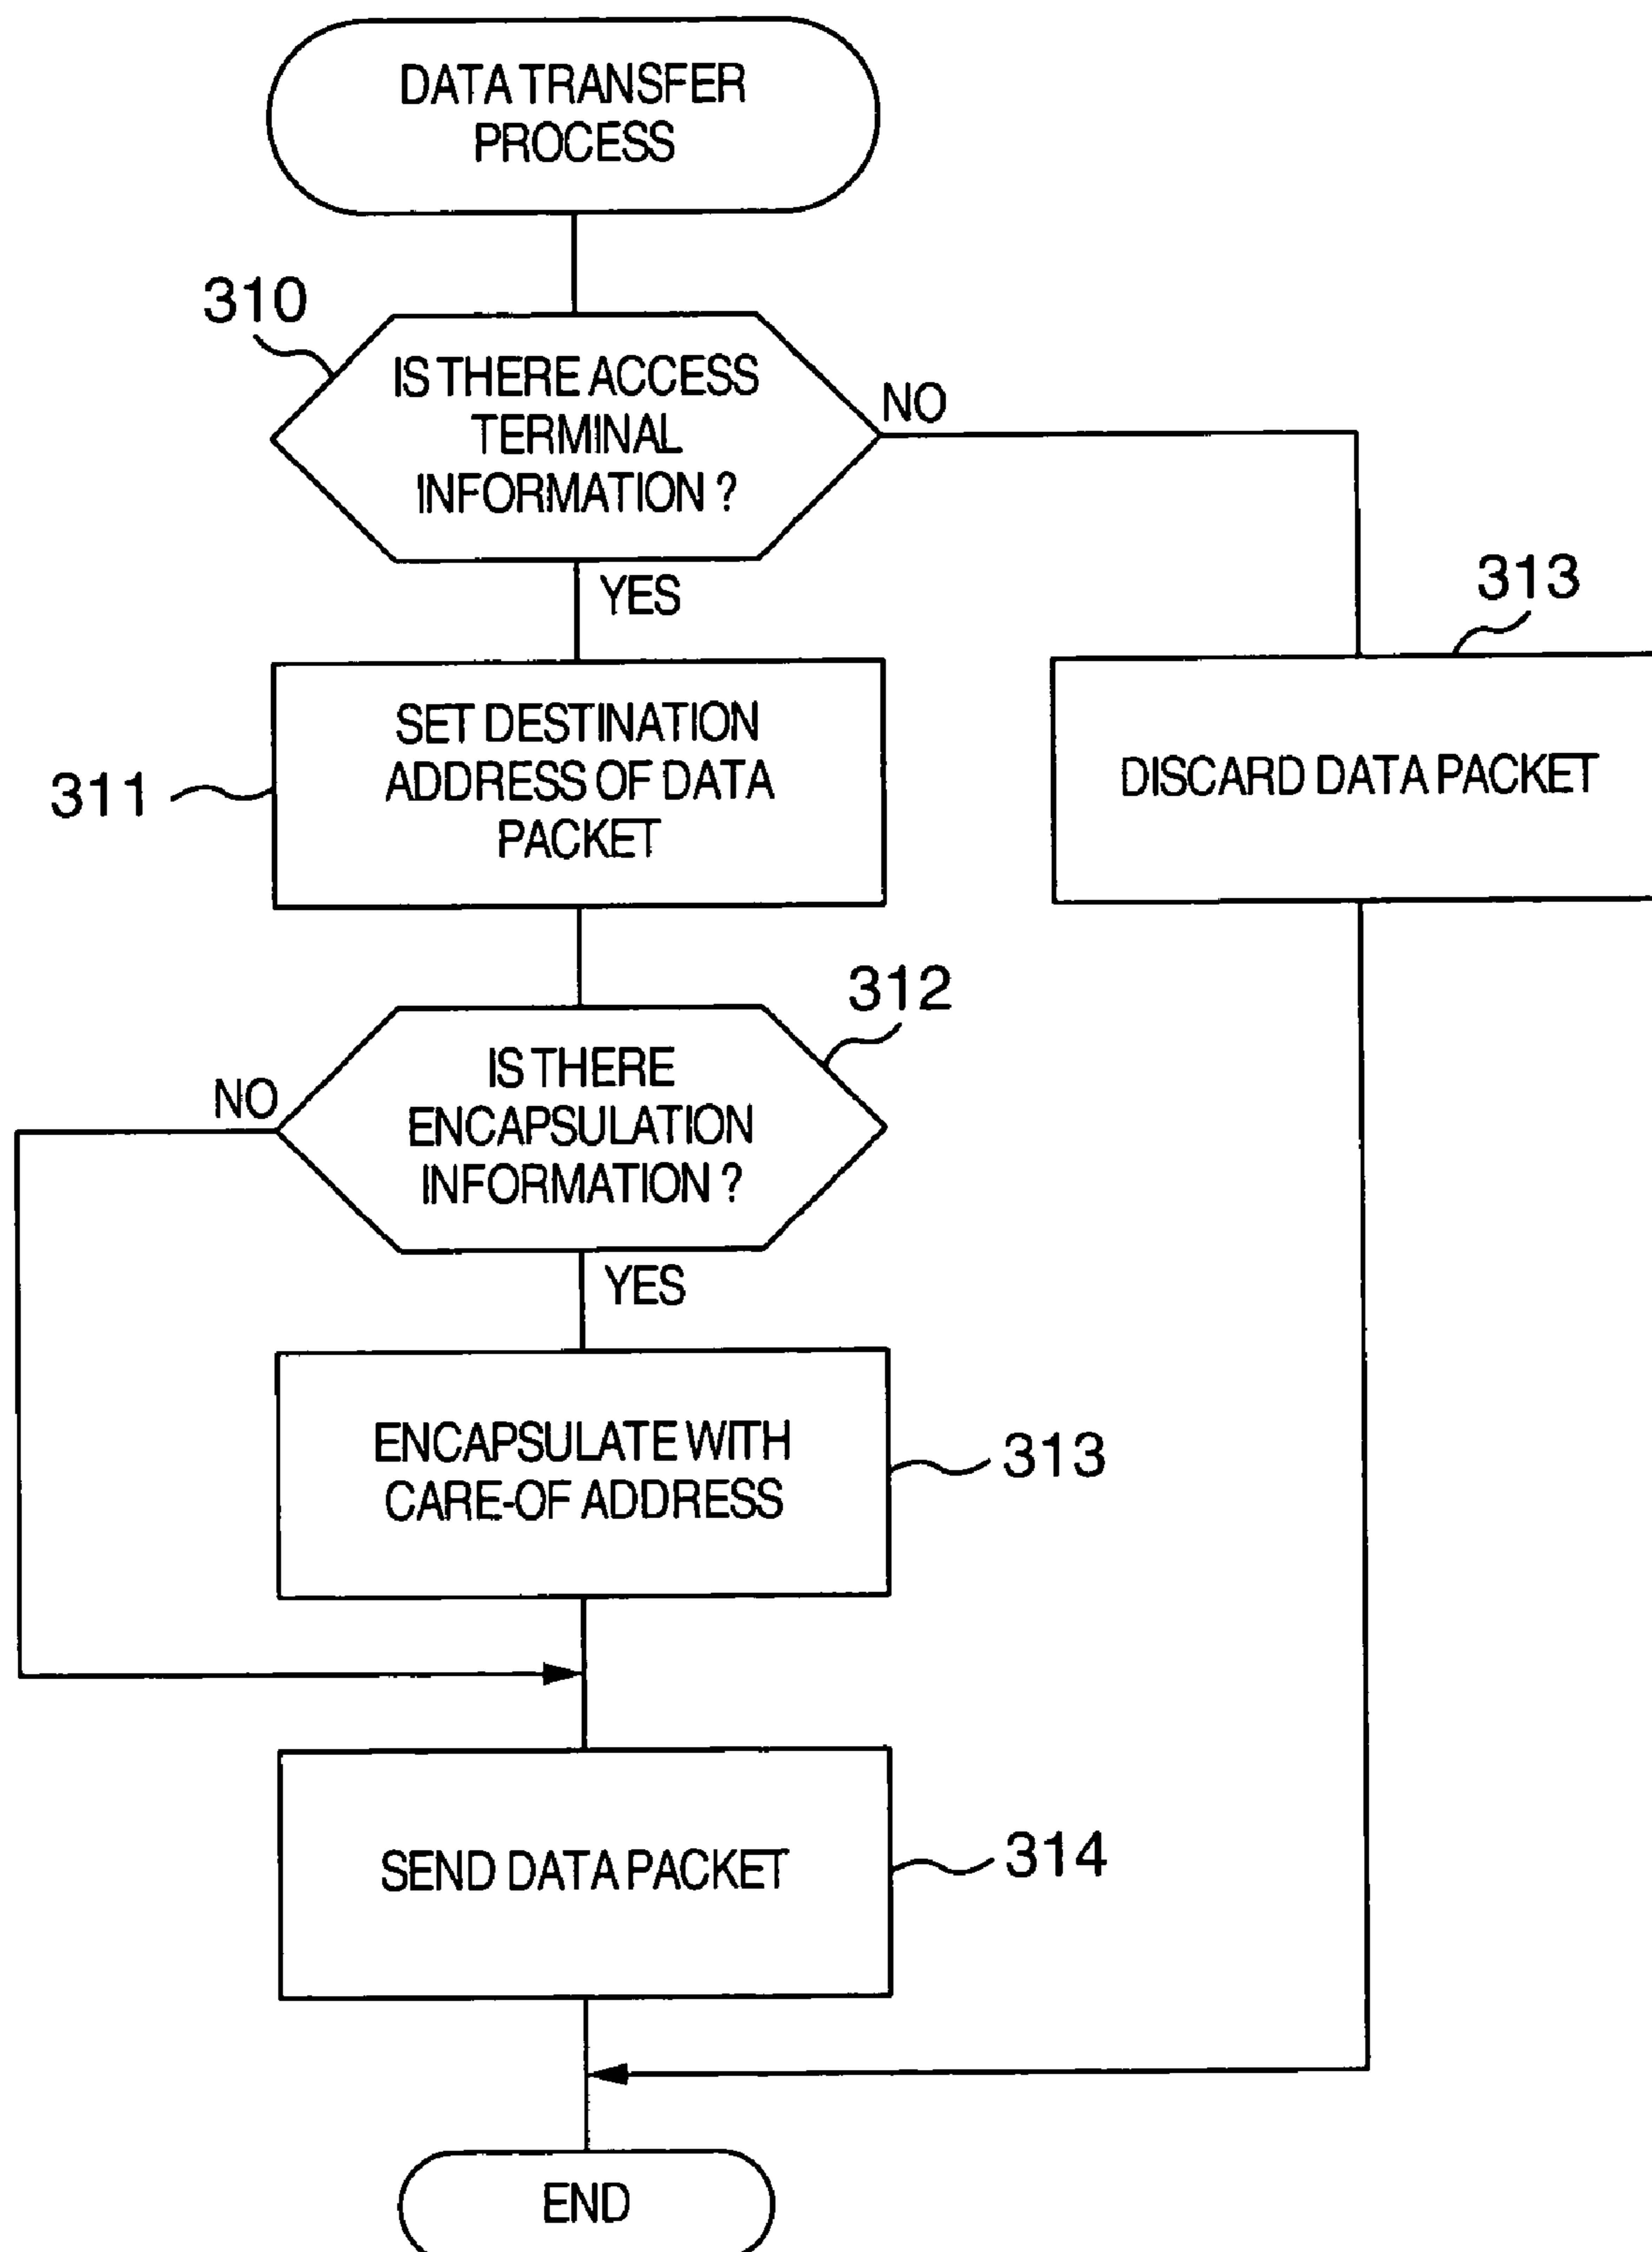 DATA TRANSFER
PROCESS
310
IS THERE ACCESS
TERMINAL
INFORMATION ?
NO
YES
313
SET DESTINATION
ADDRESS OF DATA
PACKET
311
DISCARD DATA PACKET
312
IS THERE
ENCAPSULATION
INFORMATION ?
NO
YES
ENCAPSULATE WITH
CARE-OF ADDRESS
313
SEND DATA PACKET
314
END